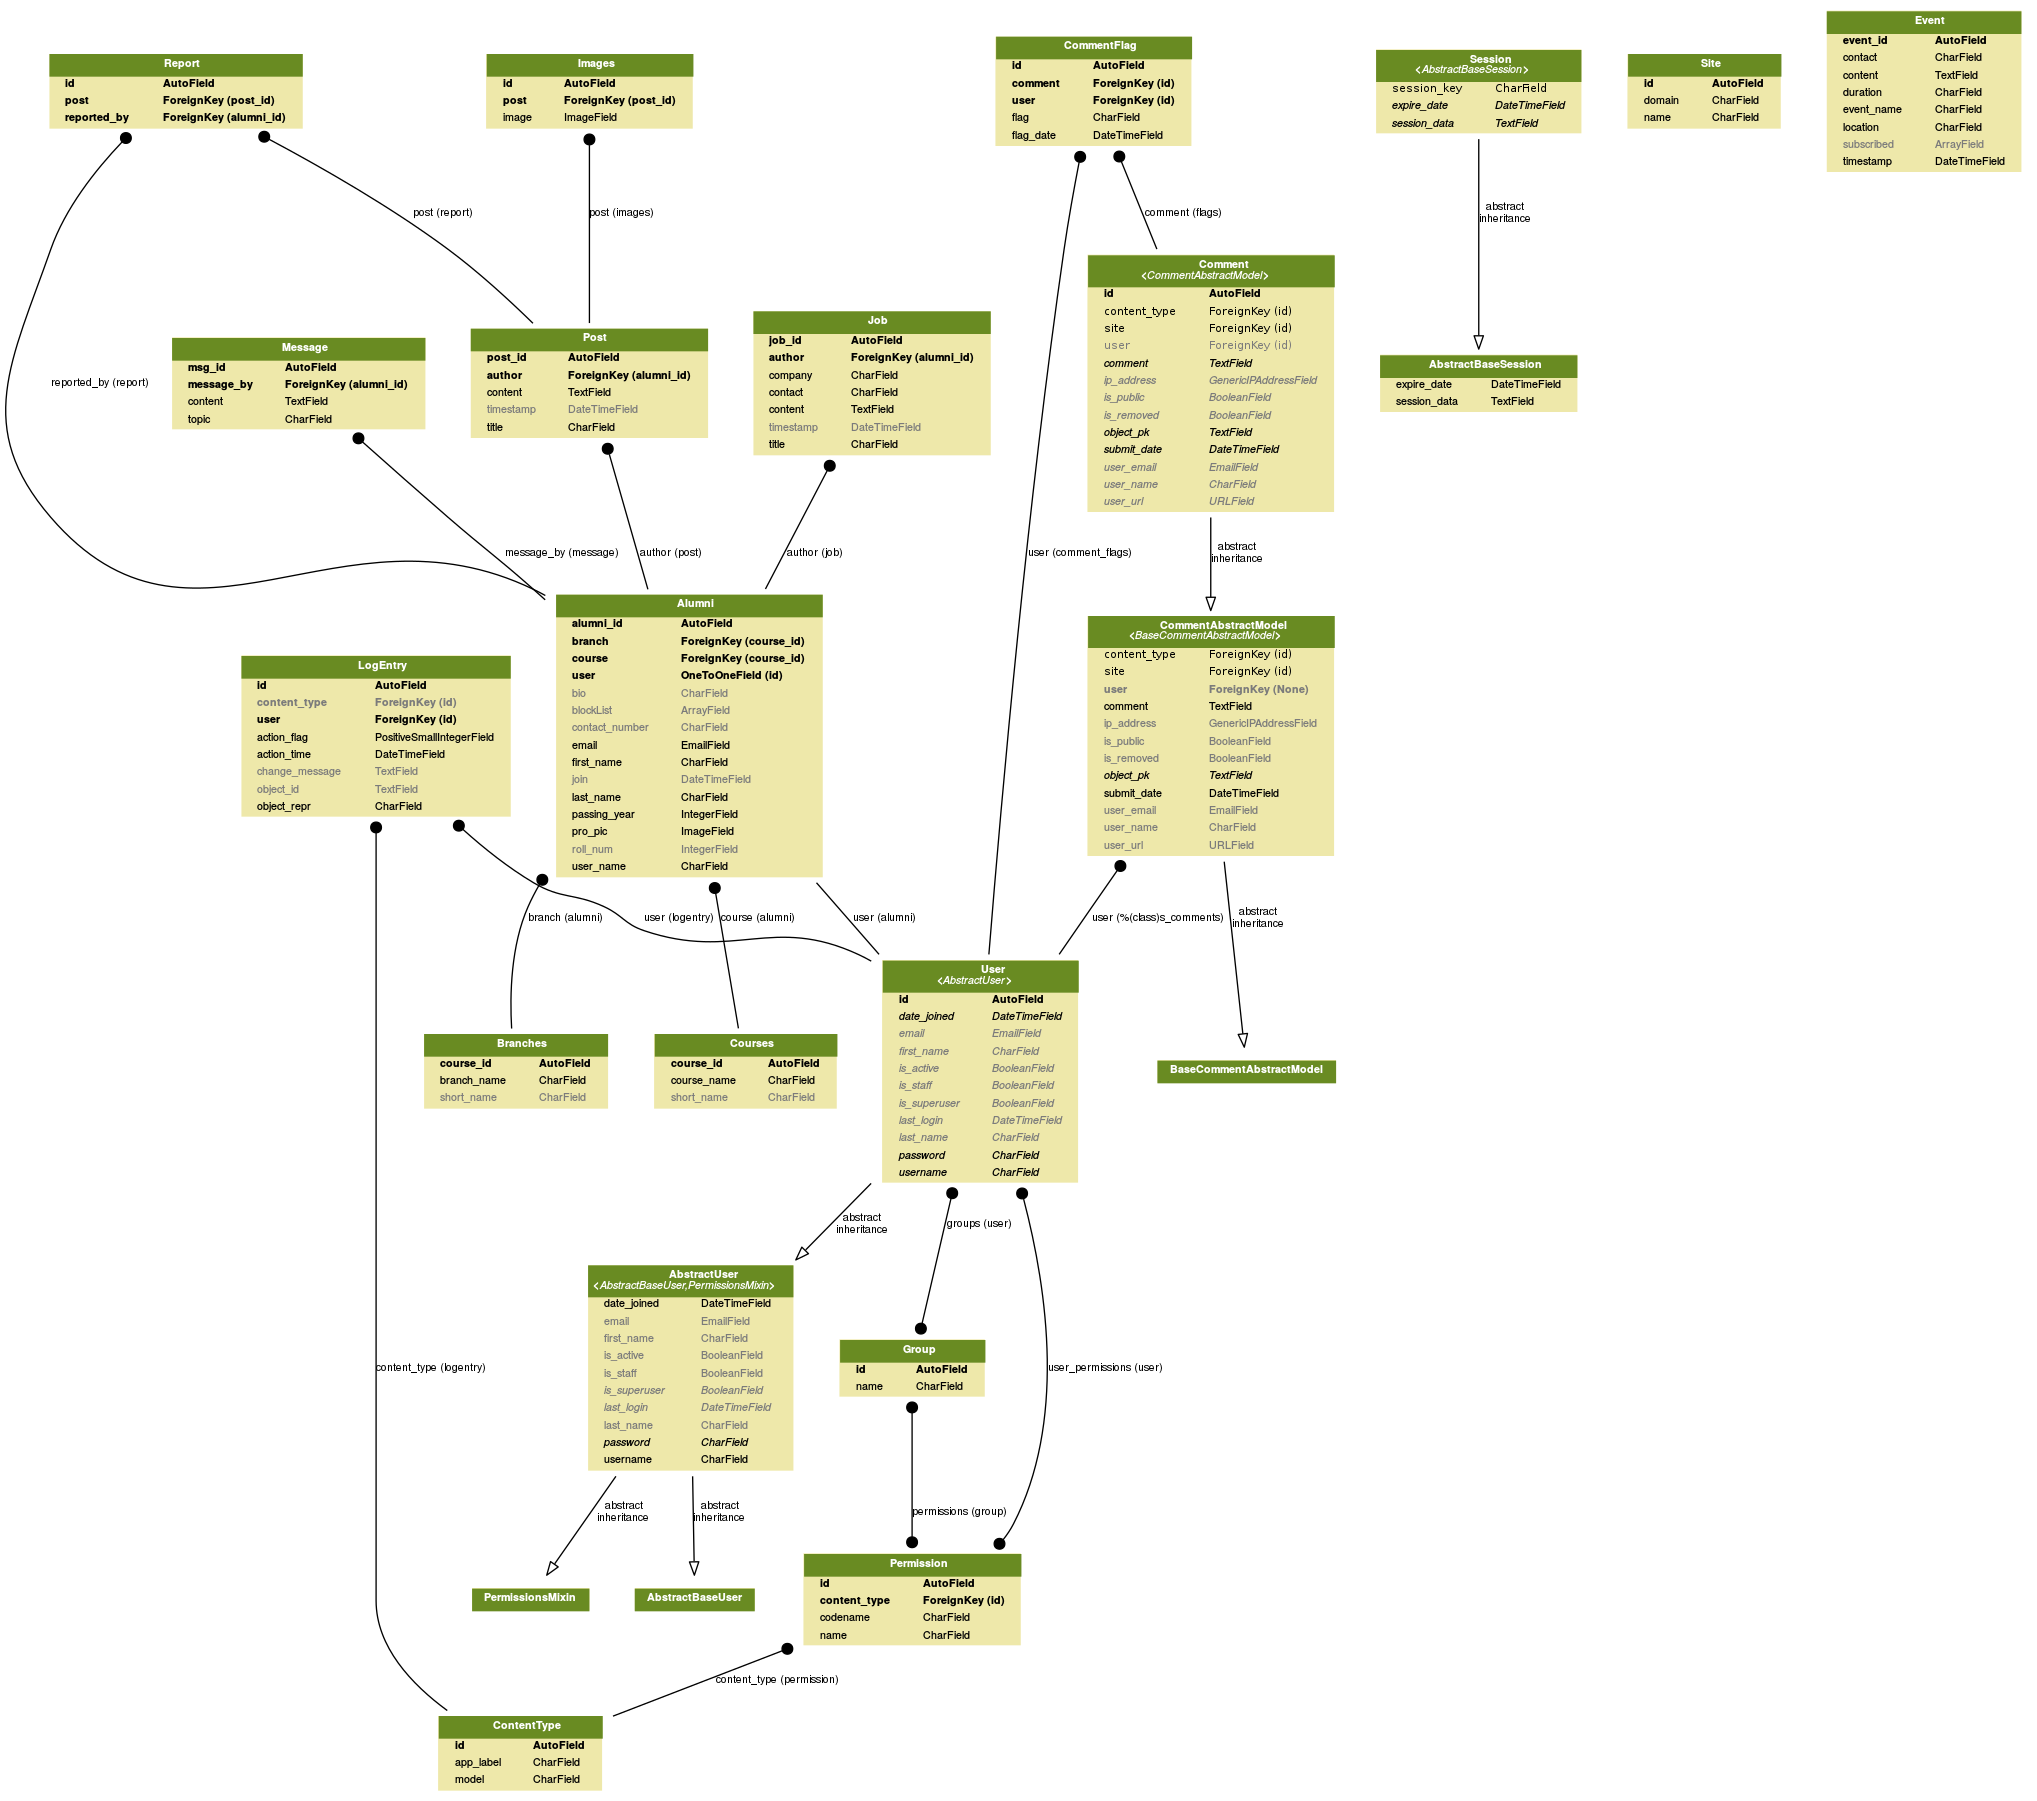 Report
id AutoField
post ForeignKey (post_id)
reported_by ForeignKey (alumni_id)
Images
id AutoField
post ForeignKey (post_id)
image ImageField
CommentFlag
id AutoField
comment ForeignKey (id)
user ForeignKey (id)
flag CharField
flag_date DateTimeField
Session
<AbstractBaseSession>
session_key CharField
expire_date DateTimeField
session_data TextField
Site
id AutoField
domain CharField
name CharField
Event
event_id AutoField
contact CharField
content TextField
duration CharField
event_name CharField
location CharField
subscribed ArrayField
timestamp DateTimeField
post (report)
post (images)
comment (flags)
abstract
inheritance
reported_by (report)
Message
msg_id AutoField
message_by ForeignKey (alumni_id)
content TextField
topic CharField
Post
post_id AutoField
author ForeignKey (alumni_id)
content TextField
timestamp DateTimeField
title CharField
Job
job_id AutoField
author ForeignKey (alumni_id)
company CharField
contact CharField
content TextField
timestamp DateTimeField
title CharField
Comment
<CommentAbstractModel>
id AutoField
content_type ForeignKey (id)
site ForeignKey (id)
user ForeignKey (id)
comment TextField
ip_address GenericIPAddressField
is_public BooleanField
is_removed BooleanField
object_pk TextField
submit_date DateTimeField
user_email EmailField
user_name CharField
user_url URLField
AbstractBaseSession
expire_date DateTimeField
session_data TextField
message_by (message)
author (post)
author (job)
user (comment_flags)
abstract
inheritance
LogEntry
id AutoField
content_type ForeignKey (id)
user ForeignKey (id)
action_flag PositiveSmallIntegerField
action_time DateTimeField
change_message TextField
object_id TextField
object_repr CharField
Alumni
alumni_id AutoField
branch ForeignKey (course_id)
course ForeignKey (course_id)
user OneToOneField (id)
bio CharField
blockList ArrayField
contact_number CharField
email EmailField
first_name CharField
join DateTimeField
last_name CharField
passing_year IntegerField
pro_pic ImageField
roll_num IntegerField
user_name CharField
CommentAbstractModel
<BaseCommentAbstractModel>
content_type ForeignKey (id)
site ForeignKey (id)
user ForeignKey (None)
comment TextField
ip_address GenericIPAddressField
is_public BooleanField
is_removed BooleanField
object_pk TextField
submit_date DateTimeField
user_email EmailField
user_name CharField
user_url URLField
branch (alumni)
user (logentry)
course (alumni)
user (alumni)
user (%(class)s_comments)
abstract
inheritance
Branches
course_id AutoField
branch_name CharField
short_name CharField
Courses
course_id AutoField
course_name CharField
short_name CharField
User
<AbstractUser>
id AutoField
date_joined DateTimeField
email EmailField
first_name CharField
is_active BooleanField
is_staff BooleanField
is_superuser BooleanField
last_login DateTimeField
last_name CharField
password CharField
username CharField
BaseCommentAbstractModel
abstract
inheritance
groups (user)
AbstractUser
<AbstractBaseUser,PermissionsMixin>
date_joined DateTimeField
email EmailField
first_name CharField
is_active BooleanField
is_staff BooleanField
is_superuser BooleanField
last_login DateTimeField
last_name CharField
password CharField
username CharField
Group
id AutoField
name CharField
content_type (logentry)
user_permissions (user)
abstract
inheritance
abstract
inheritance
permissions (group)
PermissionsMixin
AbstractBaseUser
Permission
id AutoField
content_type ForeignKey (id)
codename CharField
name CharField
content_type (permission)
ContentType
id AutoField
app_label CharField
model CharField